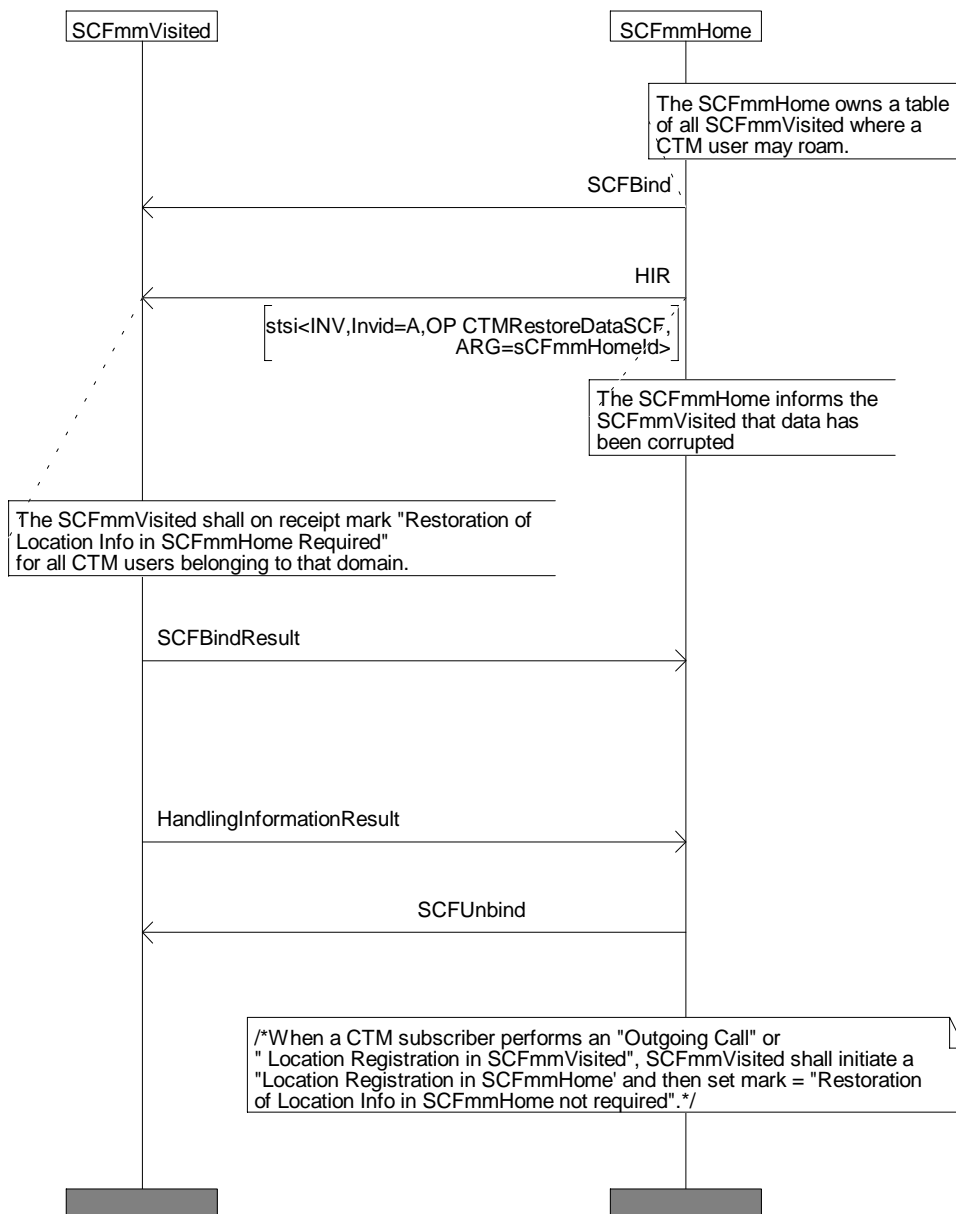 SCFmmVisited
SCFmmHome
The SCFmmHome owns a table
of all SCFmmVisited where a
CTM user may roam.
SCFBind
HIR
stsi<INV,Invid=A,OP CTMRestoreDataSCF,
ARG=sCFmmHomeId>
The SCFmmHome informs the
SCFmmVisited that data has
been corrupted
The SCFmmVisited shall on receipt mark "Restoration of
Location Info in SCFmmHome Required"
for all CTM users belonging to that domain.
SCFBindResult
HandlingInformationResult
SCFUnbind
/*When a CTM subscriber performs an "Outgoing Call" or
" Location Registration in SCFmmVisited", SCFmmVisited shall initiate a
"Location Registration in SCFmmHome' and then set mark = "Restoration
of Location Info in SCFmmHome not required".*/